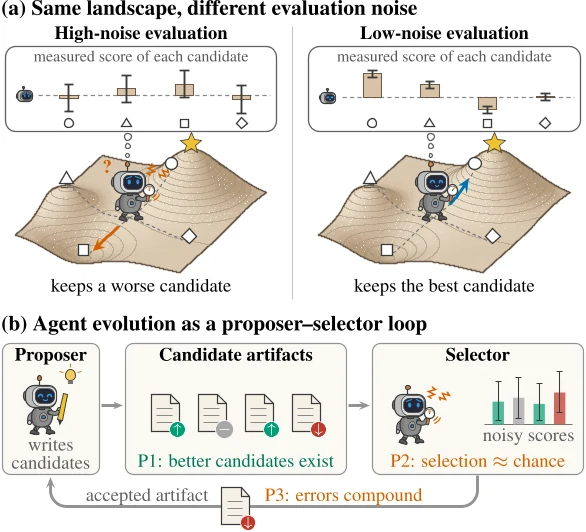 (a) Same landscape, different evaluation noise
High-noise evaluation
measured score of each candidate
?
keeps a worse candidate
Low-noise evaluation
measured score of each candidate
keeps the best candidate
(b) Agent evolution as a proposer–selector loop
Proposer
writes
candidates
Candidate artifacts
P1: better candidates exist
Selector
noisy scores
P2: selection ≈ chance
accepted artifact
P3: errors compound